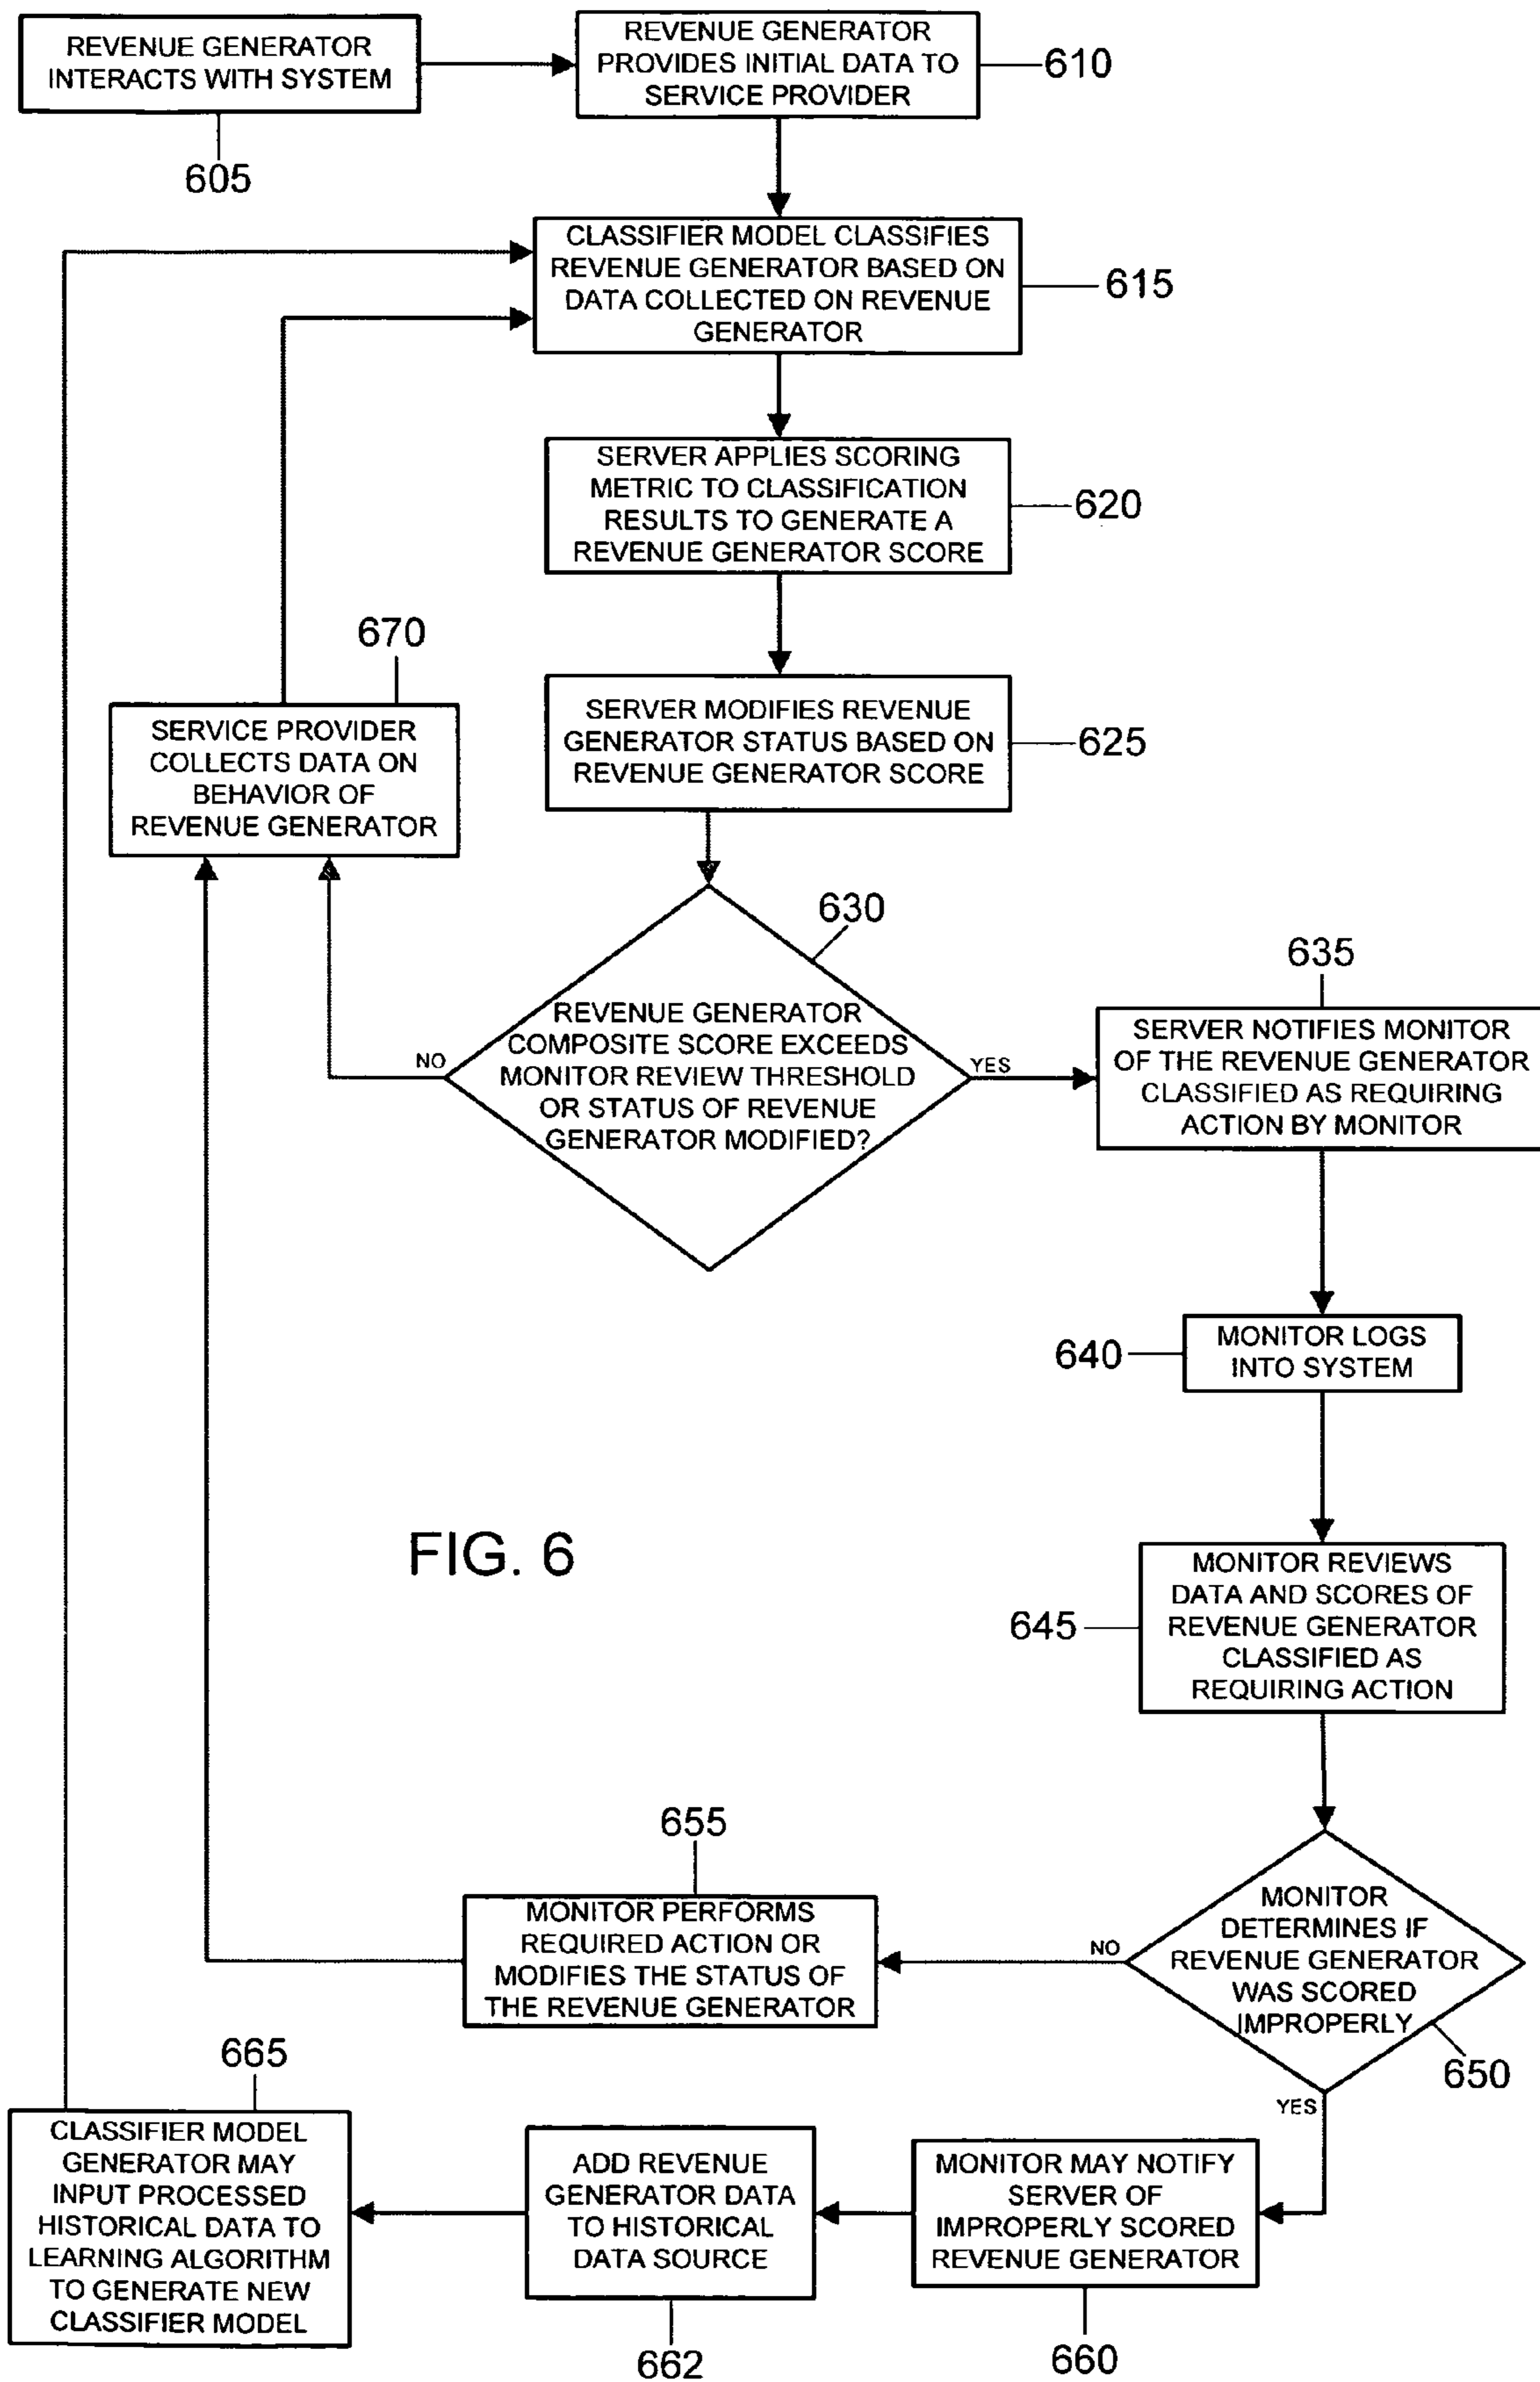 REVENUE GENERATOR
INTERACTS WITH SYSTEM
605
REVENUE GENERATOR
PROVIDES INITIAL DATA TO
SERVICE PROVIDER
610
CLASSIFIER MODEL CLASSIFIES
REVENUE GENERATOR BASED ON
DATA COLLECTED ON REVENUE
GENERATOR
615
SERVER APPLIES SCORING
METRIC TO CLASSIFICATION
RESULTS TO GENERATE A
REVENUE GENERATOR SCORE
620
670
SERVICE PROVIDER
COLLECTS DATA ON
BEHAVIOR OF
REVENUE GENERATOR
SERVER MODIFIES REVENUE
GENERATOR STATUS BASED ON
REVENUE GENERATOR SCORE
625
630
REVENUE GENERATOR
COMPOSITE SCORE EXCEEDS
MONITOR REVIEW THRESHOLD
OR STATUS OF REVENUE
GENERATOR MODIFIED?
NO
YES
635
SERVER NOTIFIES MONITOR
OF THE REVENUE GENERATOR
CLASSIFIED AS REQUIRING
ACTION BY MONITOR
640
MONITOR LOGS
INTO SYSTEM
FIG. 6
645
MONITOR REVIEWS
DATA AND SCORES OF
REVENUE GENERATOR
CLASSIFIED AS
REQUIRING ACTION
655
MONITOR PERFORMS
REQUIRED ACTION OR
MODIFIES THE STATUS OF
THE REVENUE GENERATOR
NO
MONITOR
DETERMINES IF
REVENUE GENERATOR
WAS SCORED
IMPROPERLY
650
YES
665
CLASSIFIER MODEL
GENERATOR MAY
INPUT PROCESSED
HISTORICAL DATA TO
LEARNING ALGORITHM
TO GENERATE NEW
CLASSIFIER MODEL
ADD REVENUE
GENERATOR DATA
TO HISTORICAL
DATA SOURCE
662
MONITOR MAY NOTIFY
SERVER OF
IMPROPERLY SCORED
REVENUE GENERATOR
660